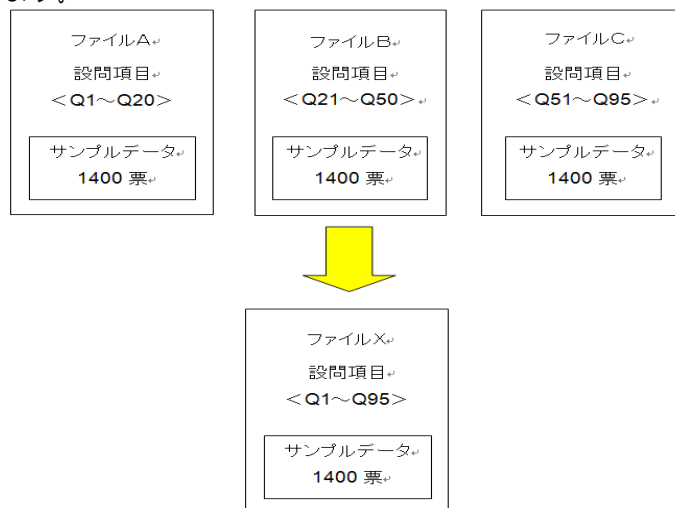 ファイルA
設問項目
＜Q1～Q20＞
サンプルデータ
1400 票
ファイルB
設問項目
＜Q21～Q50＞
サンプルデータ
1400 票
ファイルC
設問項目
＜Q51～Q95＞
サンプルデータ
1400 票
ファイルX
設問項目
＜Q1～Q95＞
サンプルデータ
1400 票